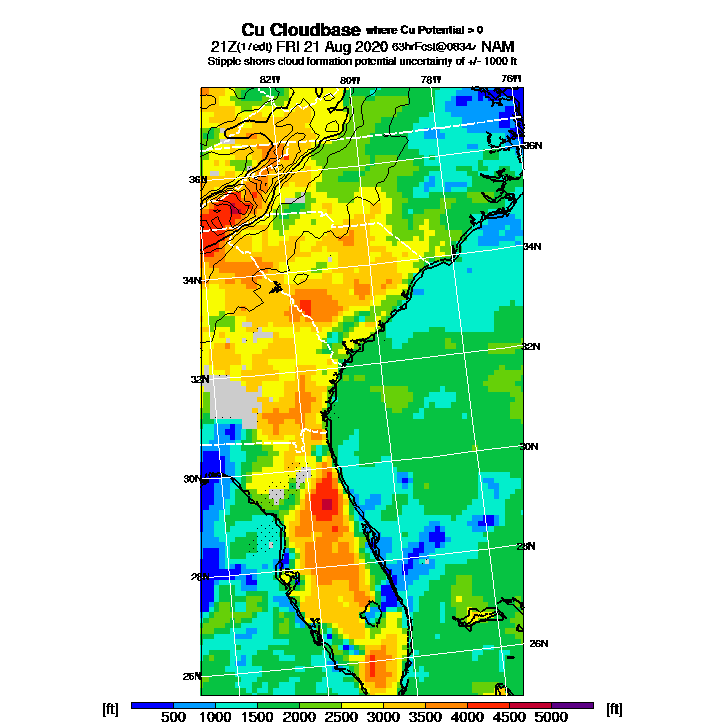 Cu Cloudbase where Cu Potential > 0
21Z(17edt) FRI 21 Aug 2020 63hrFcst@0834z NAM
Stipple shows cloud formation potential uncertainty of +/- 1000 ft
82W 80W 78W 76W
36N
36N
34N
34N
32N
32N
30N
30N
28N
28N
26N
26N
[ft] [ft]
500 1000 1500 2000 2500 3000 3500 4000 4500 5000